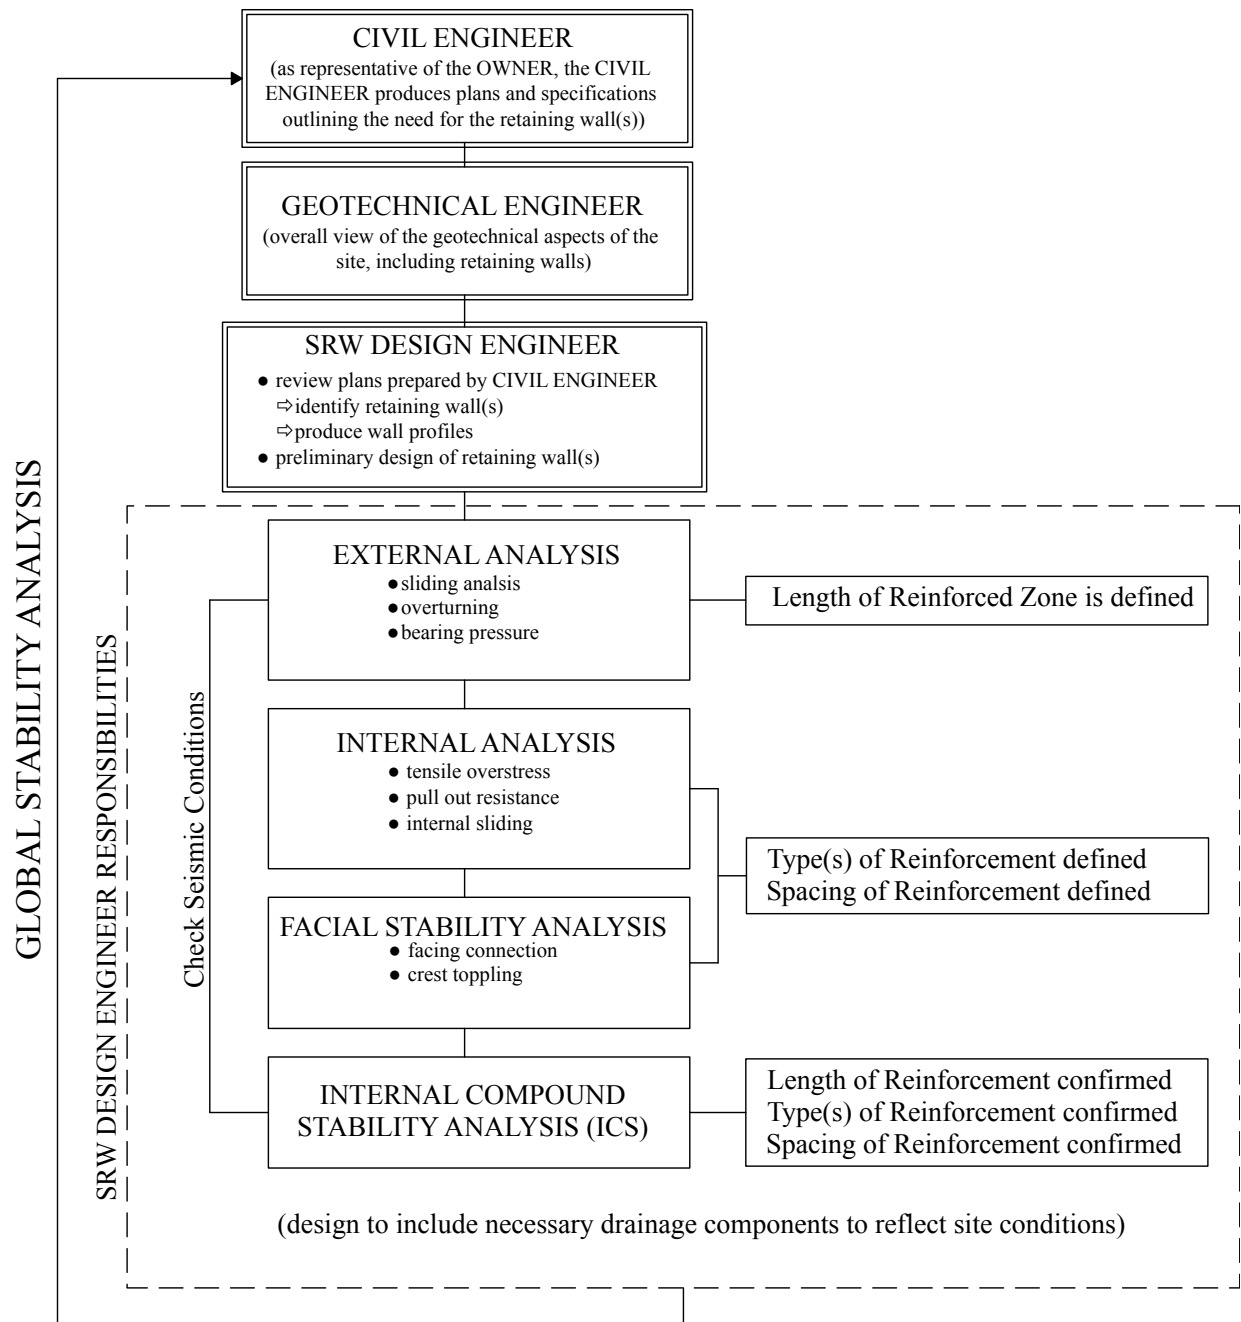 CIVIL ENGINEER
(as representative of the OWNER, the CIVIL
ENGINEER produces plans and specifications
outlining the need for the retaining wall(s))
GEOTECHNICAL ENGINEER
(overall view of the geotechnical aspects of the
site, including retaining walls)
SRW DESIGN ENGINEER
● review plans prepared by CIVIL ENGINEER
⇨identify retaining wall(s)
⇨produce wall profiles
● preliminary design of retaining wall(s)
GLOBAL STABILITY ANALYSIS
SRW DESIGN ENGINEER RESPONSIBILITIES
Check Seismic Conditions
EXTERNAL ANALYSIS
●sliding analsis
●overturning
●bearing pressure
Length of Reinforced Zone is defined
INTERNAL ANALYSIS
● tensile overstress
● pull out resistance
● internal sliding
Type(s) of Reinforcement defined
Spacing of Reinforcement defined
FACIAL STABILITY ANALYSIS
● facing connection
● crest toppling
INTERNAL COMPOUND
STABILITY ANALYSIS (ICS)
Length of Reinforcement confirmed
Type(s) of Reinforcement confirmed
Spacing of Reinforcement confirmed
(design to include necessary drainage components to reflect site conditions)